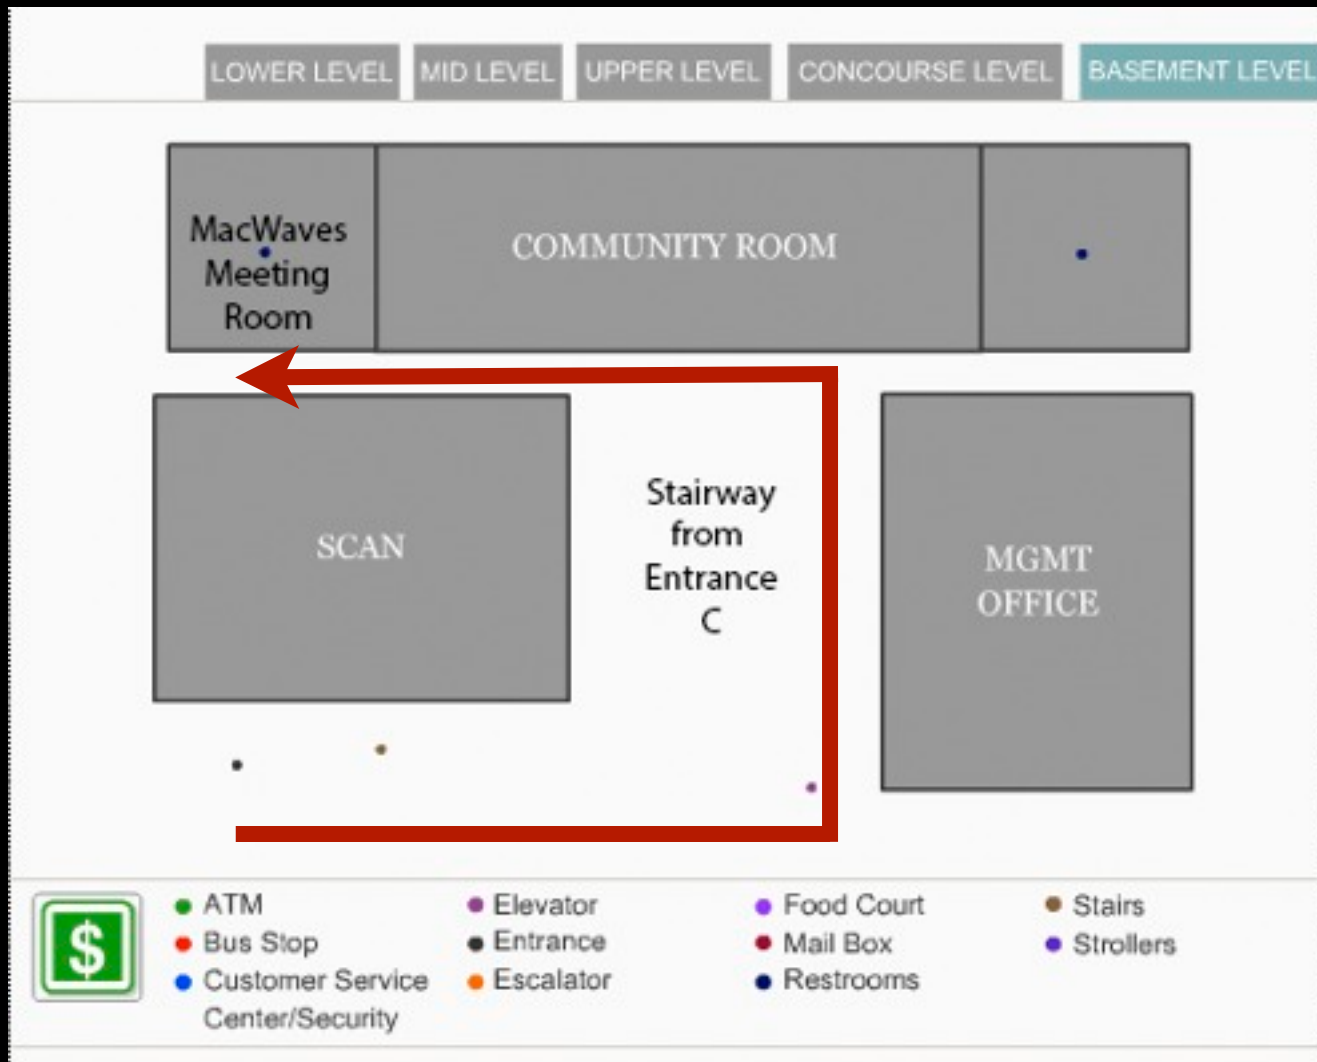 LOWER LEVEL
MID LEVEL
UPPER LEVEL
CONCOURSE LEVEL
BASEMENT LEVEL
MacWaves
Meeting
Room
COMMUNITY ROOM
SCAN
Stairway
from
Entrance
C
MGMT
OFFICE
$
ATM
Bus Stop
Customer Service
Center/Security
Elevator
Entrance
Escalator
Food Court
Mail Box
Restrooms
Stairs
Strollers